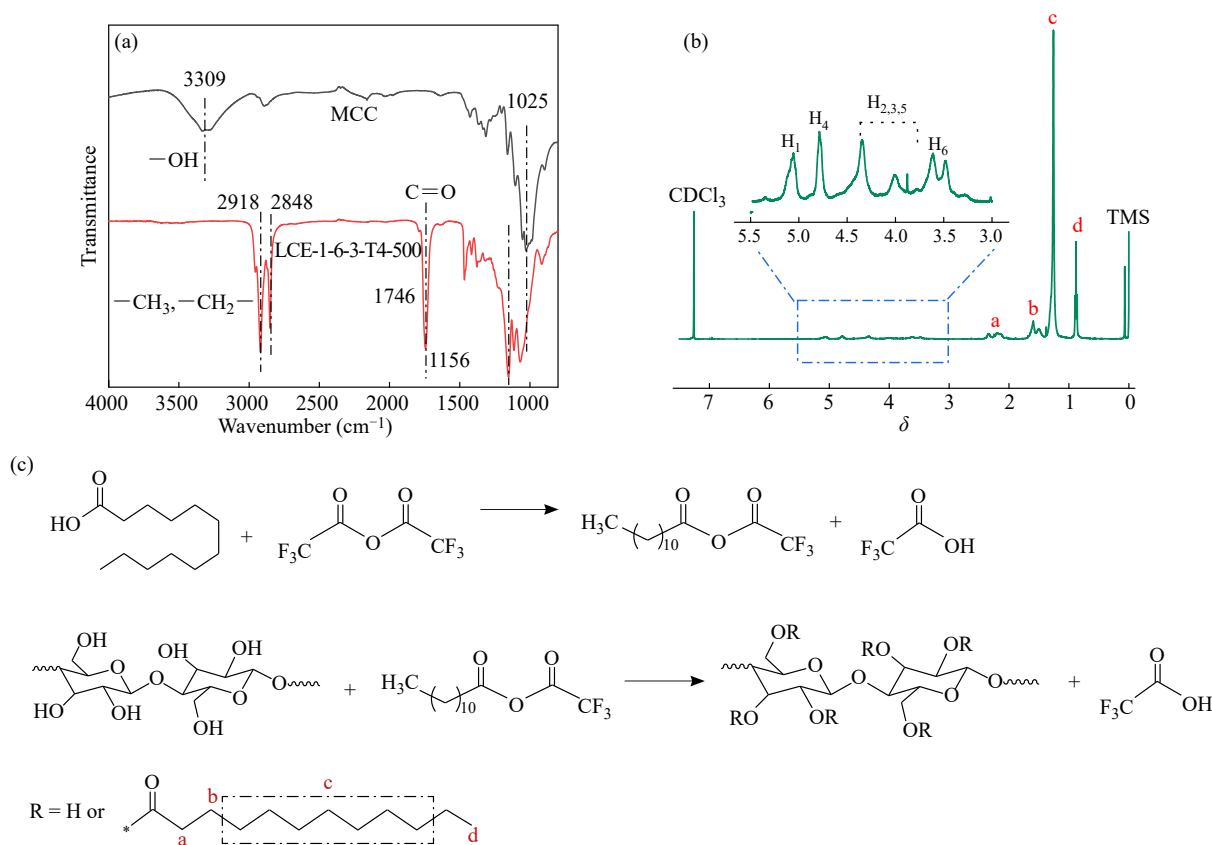 (a)
3309
MCC
1025
—OH
C=O
2918
2848
LCE-1-6-3-T4-500
—CH₃, —CH₂—
1746
1156
Transmittance
4000 3000 2500 2000 1500 1000
Wavenumber (cm⁻¹)
(b)
c
H₁
H₄
H₂,₃,₅
H₆
CDCl₃
TMS
d
5.5 5.0 4.5 4.0 3.5 3.0
a
b
7 6 5 4 3 2 1 0
δ
(c)
O
HO
+
O O
F₃C O CF₃
H₃C
10
O O
O CF₃
+
O
F₃C OH
OH
HO
O
OH
O
OH
OH
O
OH
O
+
H₃C
10
O O
O CF₃
OR
RO
O
OR
O
RO
OR
O
OR
O
+
O
F₃C OH
R = H or
O
*
a
b
c
d